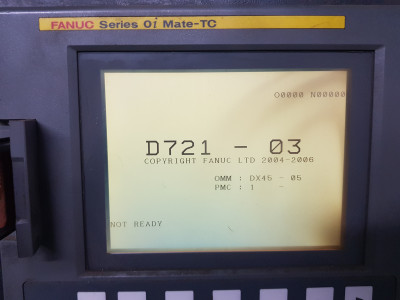 FANUC Series 0i Mate-TC
O0000 N00000
D721 - 03
COPYRIGHT FANUC LTD 2004-2006
OMM : DX45 - 05
PMC : 1 -
NOT READY